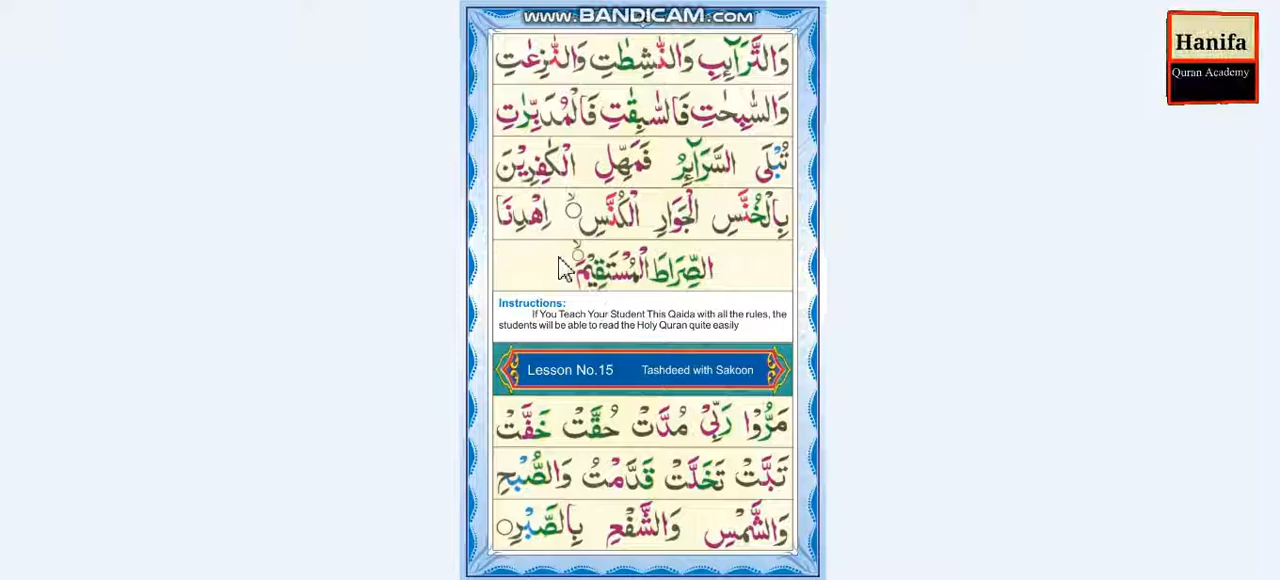 WWW.BANDICAM.COM
Hanifa
Quran Academy
وَالتَّرَآئِبِ وَالنّٰشِطٰتِ وَالنّٰزِعٰتِ
وَالسّٰبِحٰتِ فَالسّٰبِقٰتِ فَالْمُدَبِّرٰتِ
تُبْلَى السَّرَآئِرُ فَمَهِّلِ الْكٰفِرِيْنَ
بِالْخُنَّسِ الْجَوَارِ الْكُنَّسِ ۙ اِهْدِنَا
الصِّرَاطَ الْمُسْتَقِيْمَ ۙ
Instructions:
If You Teach Your Student This Qaida with all the rules, the
students will be able to read the Holy Quran quite easily
Lesson No.15 Tashdeed with Sakoon
مَرُّوْا رَبِّيْ مُدَّتْ حُقَّتْ خَفَّتْ
تَبَّتْ تَخَلَّتْ قَدَّمْتُ وَالصُّبْحِ
وَالشَّمْسِ وَالشَّفْعِ بِالصَّبْرِ